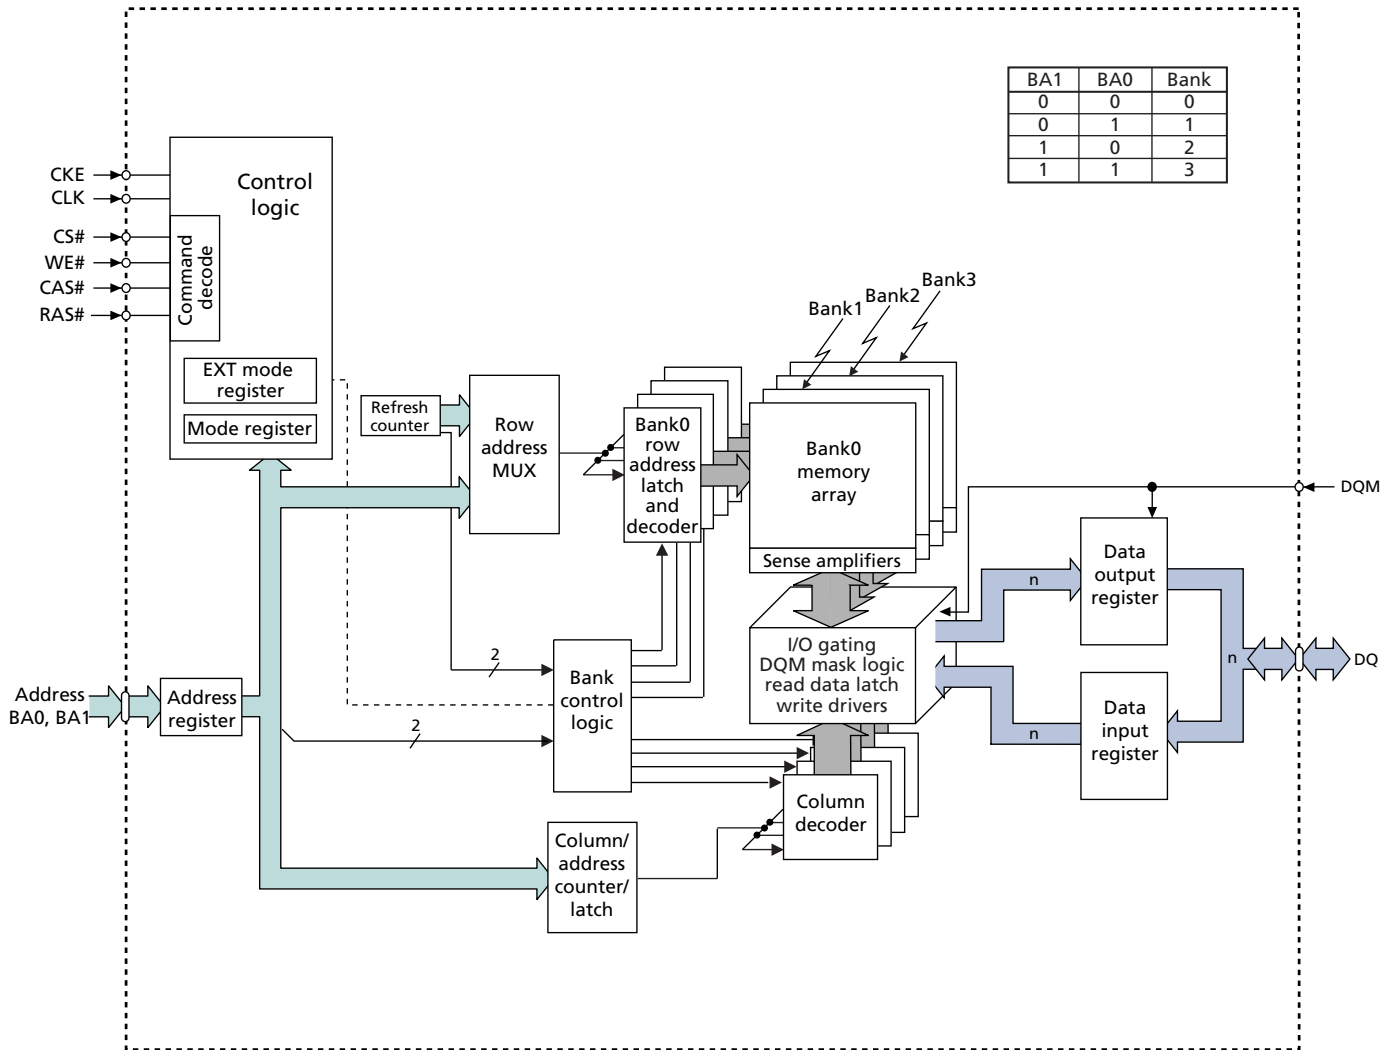 BA1 BA0 Bank
0 0 0
0 1 1
1 0 2
1 1 3
CKE
CLK
CS#
WE#
CAS#
RAS#
Control
logic
Command
decode
EXT mode
register
Mode register
Refresh
counter
Row
address
MUX
Bank0
row
address
latch
and
decoder
Bank1
Bank2
Bank3
Bank0
memory
array
Sense amplifiers
I/O gating
DQM mask logic
read data latch
write drivers
DQM
Data
output
register
n
n
n
DQ
Data
input
register
Address
BA0, BA1
Address
register
2
2
Bank
control
logic
Column
decoder
Column/
address
counter/
latch